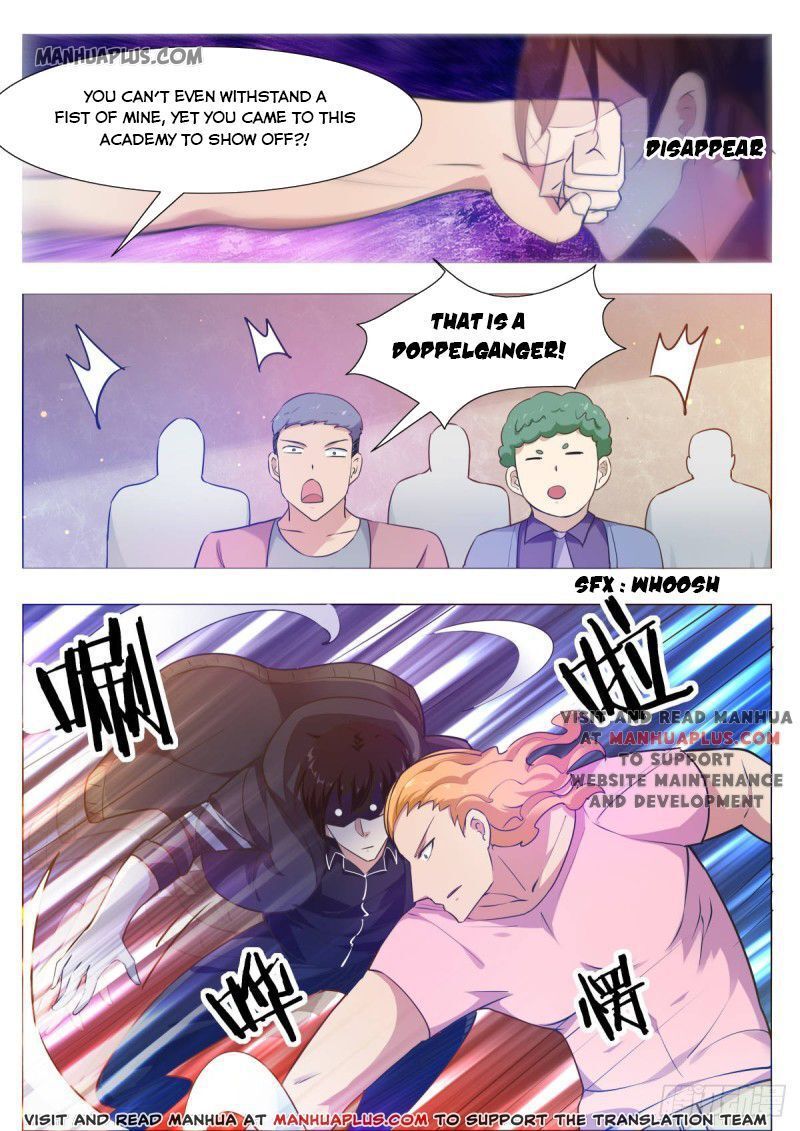 MANHUAPLUS.COM
YOU CAN'T EVEN WITHSTAND A
FIST OF MINE, YET YOU CAME TO THIS
ACADEMY TO SHOW OFF?!
DISAPPEAR
THAT IS A
DOPPELGANGER!
SFX : WHOOSH
唰
啦
VISIT AND READ MANHUA
AT MANHUAPLUS.COM
TO SUPPORT
WEBSITE MAINTENANCE
AND DEVELOPMENT
哗
愣
VISIT AND READ MANHUA AT MANHUAPLUS.COM TO SUPPORT THE TRANSLATION TEAM